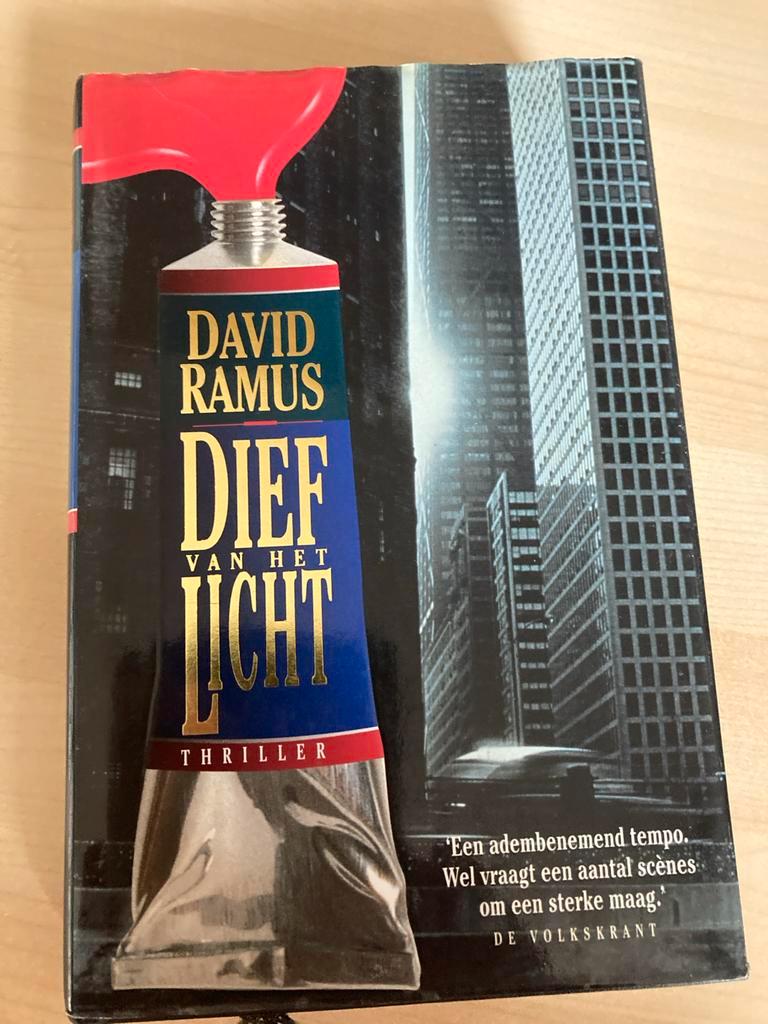 DAVID
RAMUS
DIEF
VAN HET
LICHT
THRILLER
‘Een adembenemend tempo.
Wel vraagt een aantal scènes
om een sterke maag.’
DE VOLKSKRANT